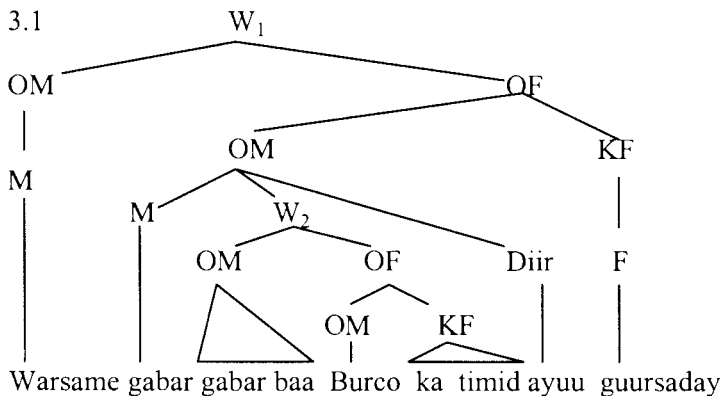 3.1 W₁
OM OF
OM KF
M
M W₂
OM OF Diir F
OM KF
Warsame gabar gabar baa Burco ka timid ayuu guursaday